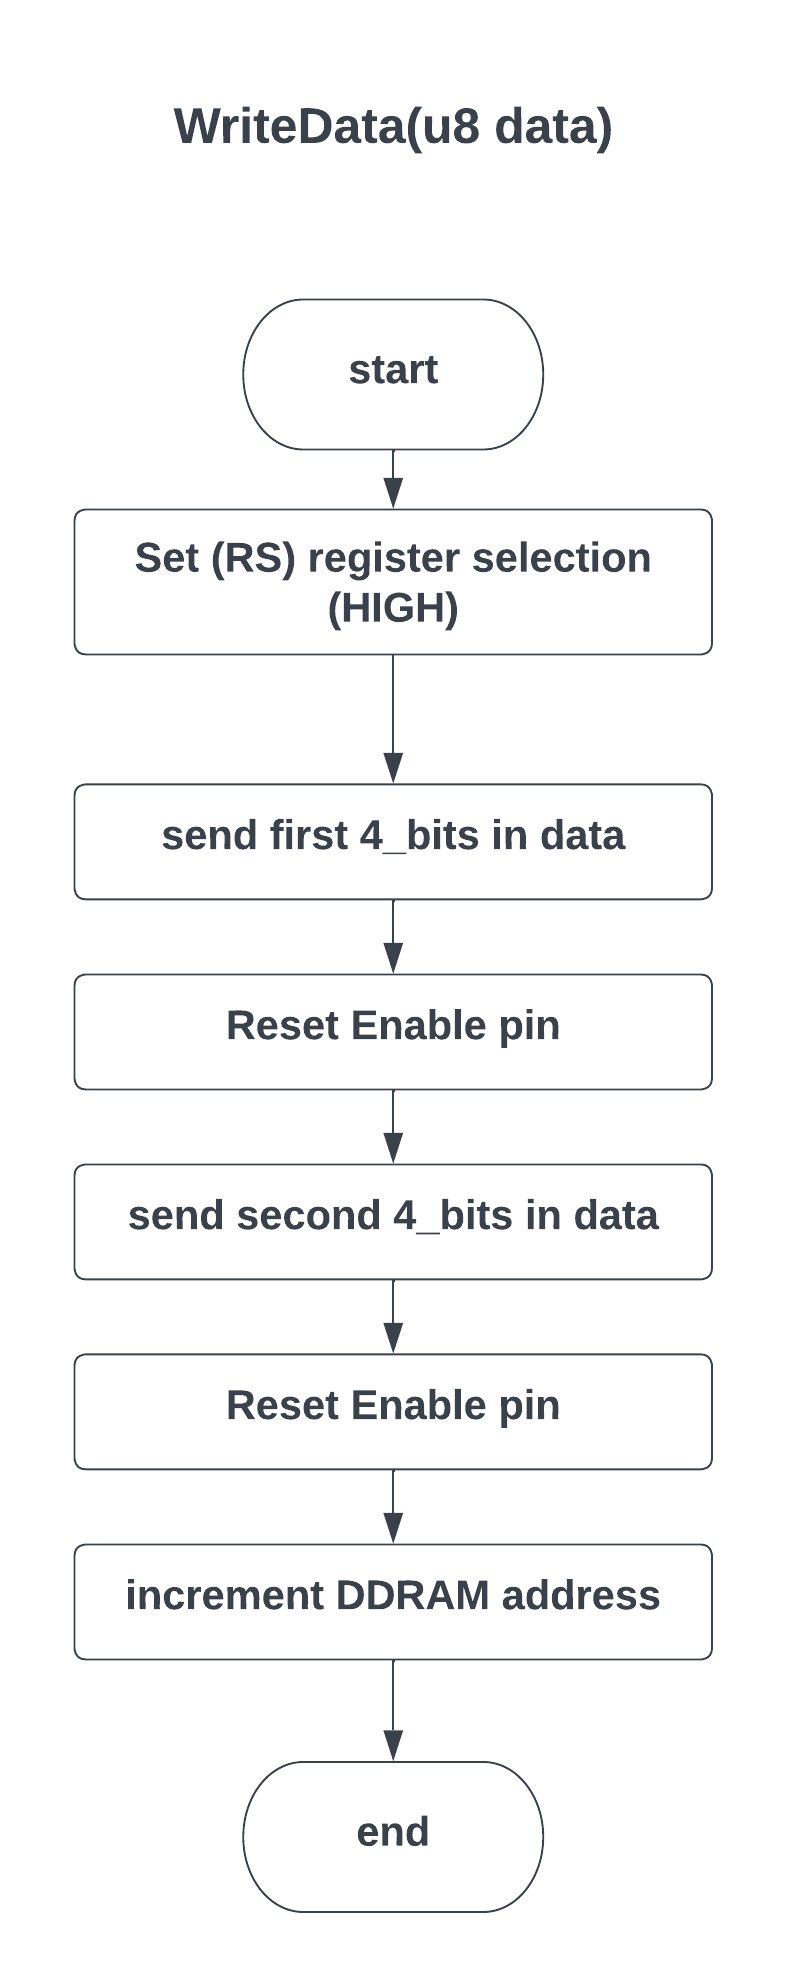 WriteData(u8 data)
start
Set (RS) register selection
(HIGH)
send first 4_bits in data
Reset Enable pin
send second 4_bits in data
Reset Enable pin
increment DDRAM address
end